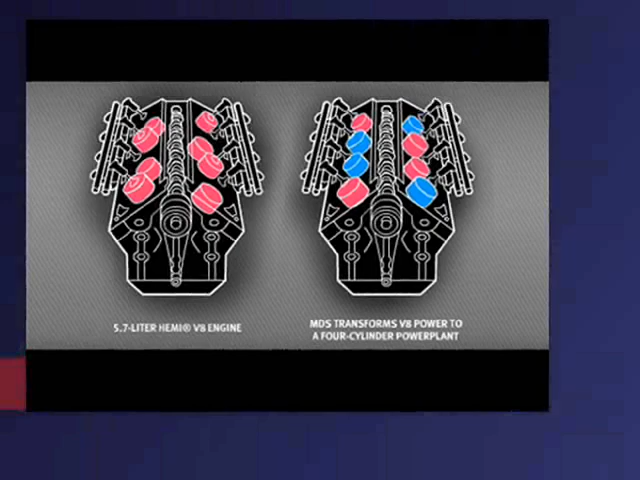 5.7-LITER HEMI® V8 ENGINE
MDS TRANSFORMS V8 POWER TO
A FOUR-CYLINDER POWERPLANT